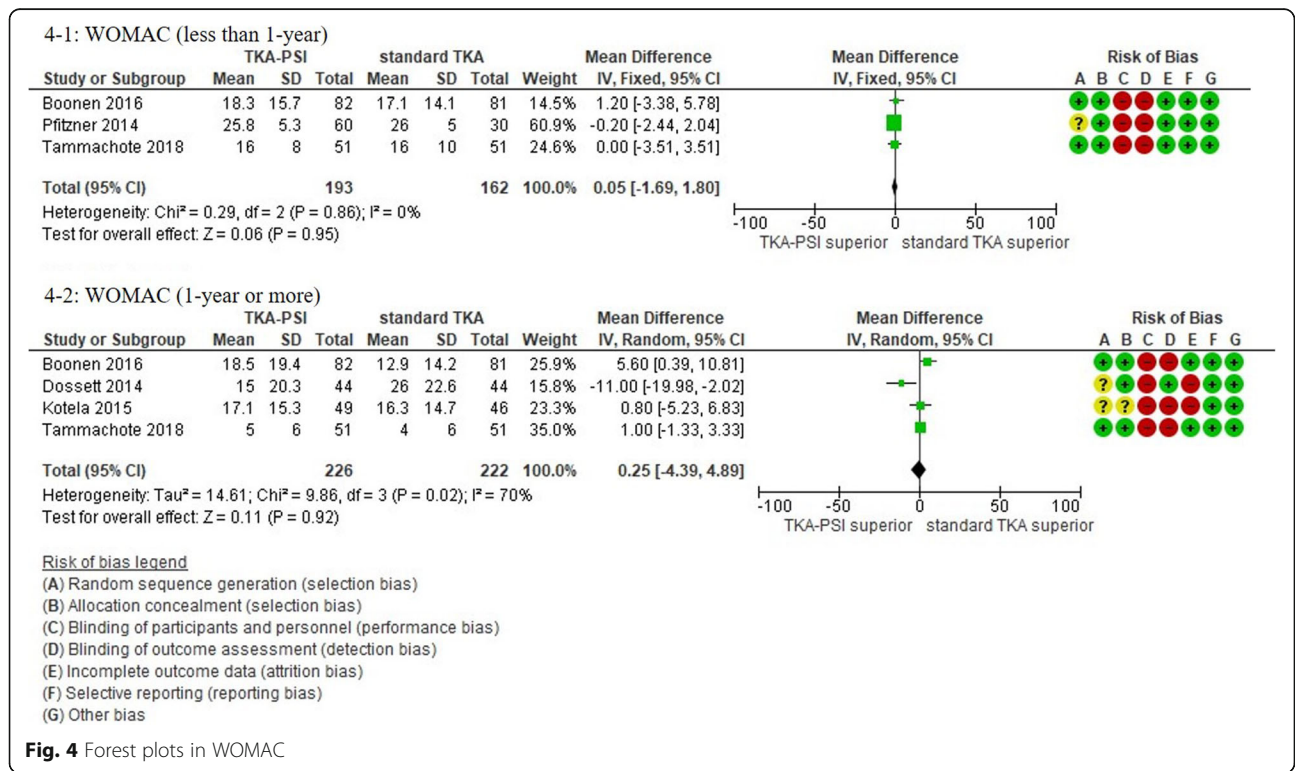 4-1: WOMAC (less than 1-year)
TKA-PSI standard TKA Mean Difference Mean Difference Risk of Bias
Study or Subgroup Mean SD Total Mean SD Total Weight IV, Fixed, 95% CI IV, Fixed, 95% CI A B C D E F G
Boonen 2016 18.3 15.7 82 17.1 14.1 81 14.5% 1.20 [-3.38, 5.78] + + - - + + +
Pfitzner 2014 25.8 5.3 60 26 5 30 60.9% -0.20 [-2.44, 2.04] ? + - - + + +
Tammachote 2018 16 8 51 16 10 51 24.6% 0.00 [-3.51, 3.51] + + - - + + +
Total (95% CI) 193 162 100.0% 0.05 [-1.69, 1.80]
Heterogeneity: Chi² = 0.29, df = 2 (P = 0.86); I² = 0%
Test for overall effect: Z = 0.06 (P = 0.95)
-100 -50 0 50 100
TKA-PSI superior standard TKA superior
4-2: WOMAC (1-year or more)
TKA-PSI standard TKA Mean Difference Mean Difference Risk of Bias
Study or Subgroup Mean SD Total Mean SD Total Weight IV, Random, 95% CI IV, Random, 95% CI A B C D E F G
Boonen 2016 18.5 19.4 82 12.9 14.2 81 25.9% 5.60 [0.39, 10.81] + + - - + + +
Dossett 2014 15 20.3 44 26 22.6 44 15.8% -11.00 [-19.98, -2.02] ? + - + - + +
Kotela 2015 17.1 15.3 49 16.3 14.7 46 23.3% 0.80 [-5.23, 6.83] ? ? - - - + +
Tammachote 2018 5 6 51 4 6 51 35.0% 1.00 [-1.33, 3.33] + + - - + + +
Total (95% CI) 226 222 100.0% 0.25 [-4.39, 4.89]
Heterogeneity: Tau² = 14.61; Chi² = 9.86, df = 3 (P = 0.02); I² = 70%
Test for overall effect: Z = 0.11 (P = 0.92)
-100 -50 0 50 100
TKA-PSI superior standard TKA superior
Risk of bias legend
(A) Random sequence generation (selection bias)
(B) Allocation concealment (selection bias)
(C) Blinding of participants and personnel (performance bias)
(D) Blinding of outcome assessment (detection bias)
(E) Incomplete outcome data (attrition bias)
(F) Selective reporting (reporting bias)
(G) Other bias
Fig. 4 Forest plots in WOMAC